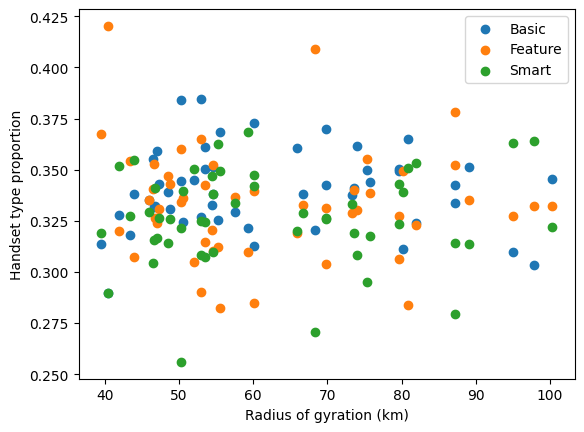 Basic
Feature
Smart
Handset type proportion
0.425
0.400
0.375
0.350
0.325
0.300
0.275
0.250
40 50 60 70 80 90 100
Radius of gyration (km)